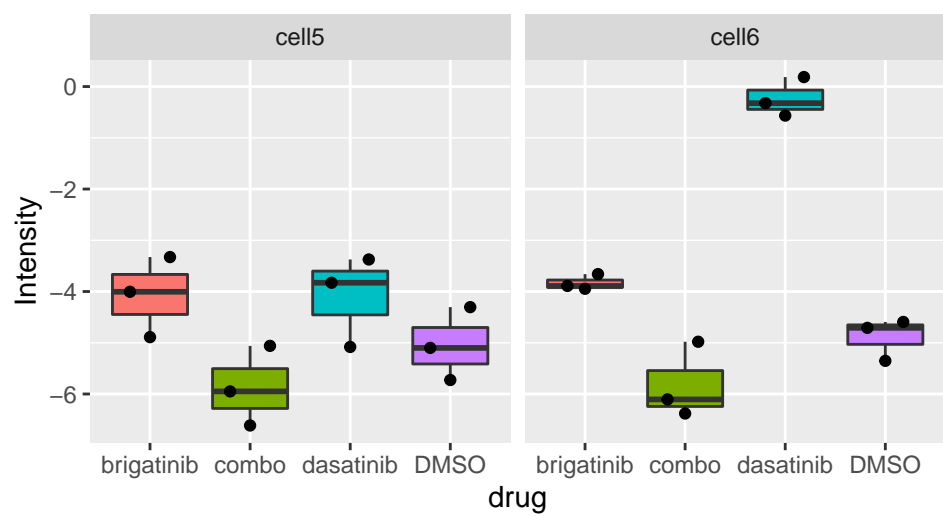 cell5 cell6
Intensity
0
−2
−4
−6
brigatinib combo dasatinib DMSO brigatinib combo dasatinib DMSO
drug